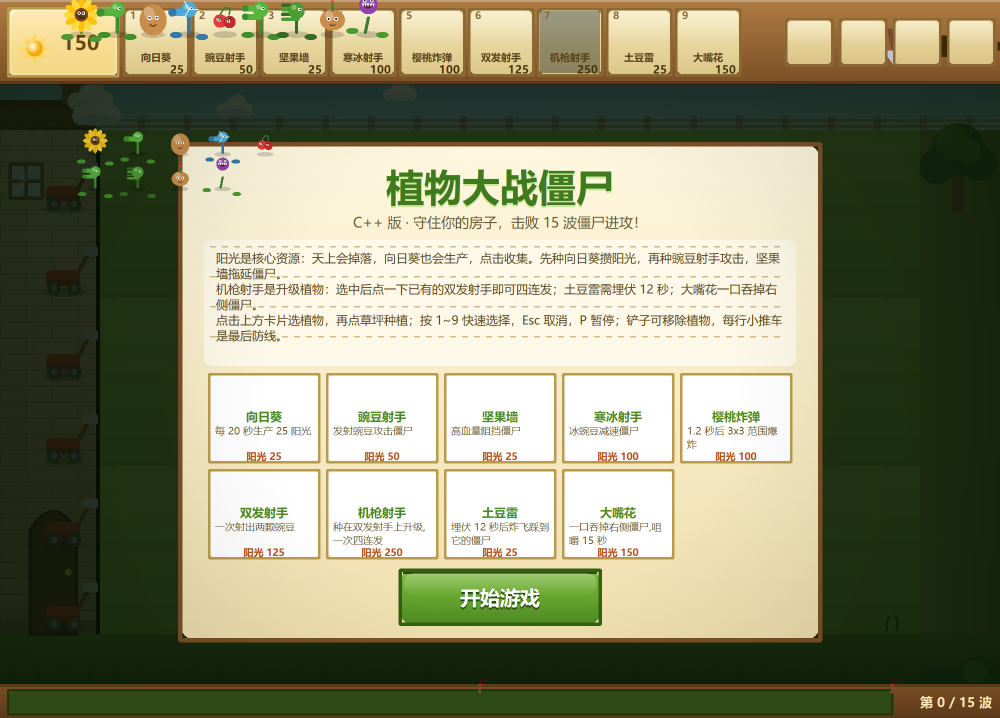 150
1
2
3
4
5
6
7
8
9
向日葵
豌豆射手
坚果墙
寒冰射手
樱桃炸弹
双发射手
机枪射手
土豆雷
大嘴花
25
50
25
100
100
125
250
25
150
植物大战僵尸
C++ 版 · 守住你的房子，击败 15 波僵尸进攻！
阳光是核心资源：天上会掉落，向日葵也会生产，点击收集。先种向日葵攒阳光，再种豌豆射手攻击，坚果
墙拖延僵尸。
机枪射手是升级植物：选中后点一下已有的双发射手即可四连发；土豆雷需埋伏 12 秒；大嘴花一口吞掉右
侧僵尸。
点击上方卡片选植物，再点草坪种植；按 1~9 快速选择，Esc 取消，P 暂停；铲子可移除植物，每行小推车
是最后防线。
向日葵
每 20 秒生产 25 阳光
阳光 25
豌豆射手
发射豌豆攻击僵尸
阳光 50
坚果墙
高血量阻挡僵尸
阳光 25
寒冰射手
冰豌豆减速僵尸
阳光 100
樱桃炸弹
1.2 秒后 3x3 范围爆
炸
阳光 100
双发射手
一次射出两颗豌豆
阳光 125
机枪射手
种在双发射手上升级,
一次四连发
阳光 250
土豆雷
埋伏 12 秒后炸飞踩到
它的僵尸
阳光 25
大嘴花
一口吞掉右侧僵尸,咀
嚼 15 秒
阳光 150
开始游戏
第 0 / 15 波